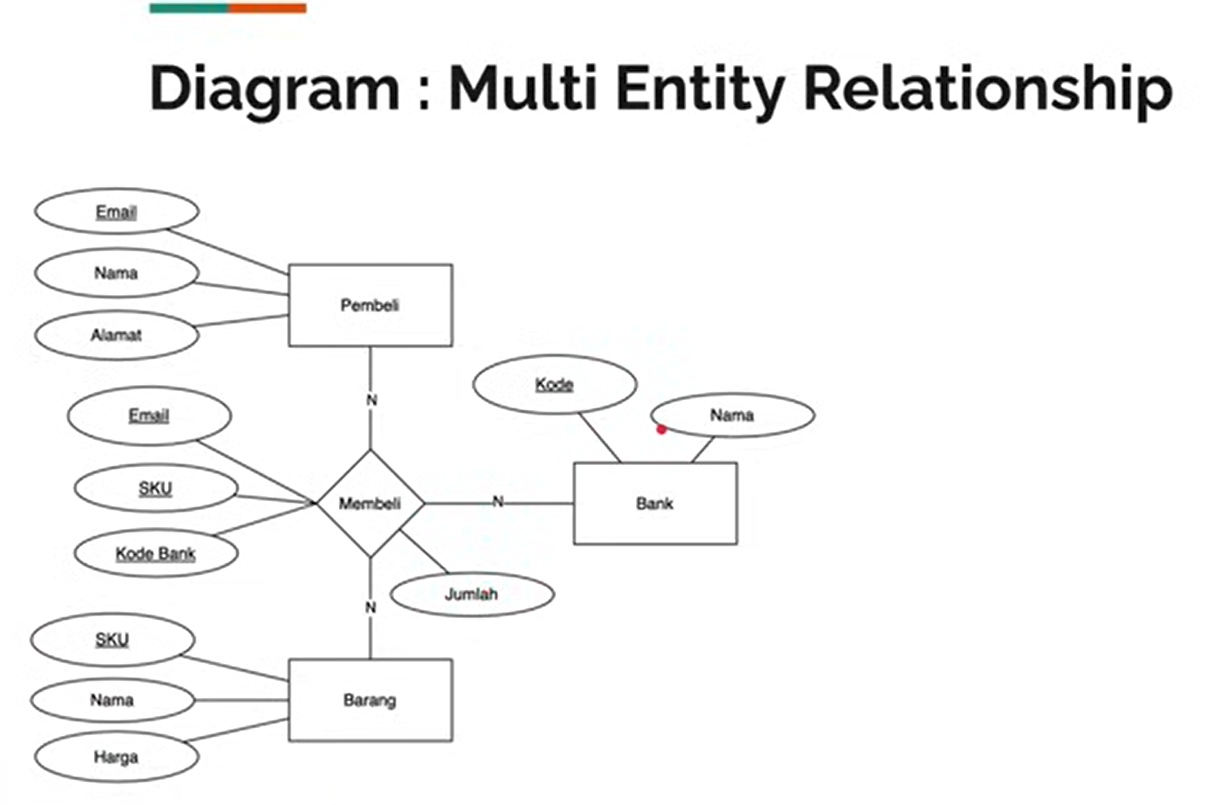 Diagram : Multi Entity Relationship
Email
Nama
Alamat
Pembeli
N
Email
SKU
Kode Bank
Membeli
N
Kode
Nama
Bank
Jumlah
N
SKU
Nama
Harga
Barang